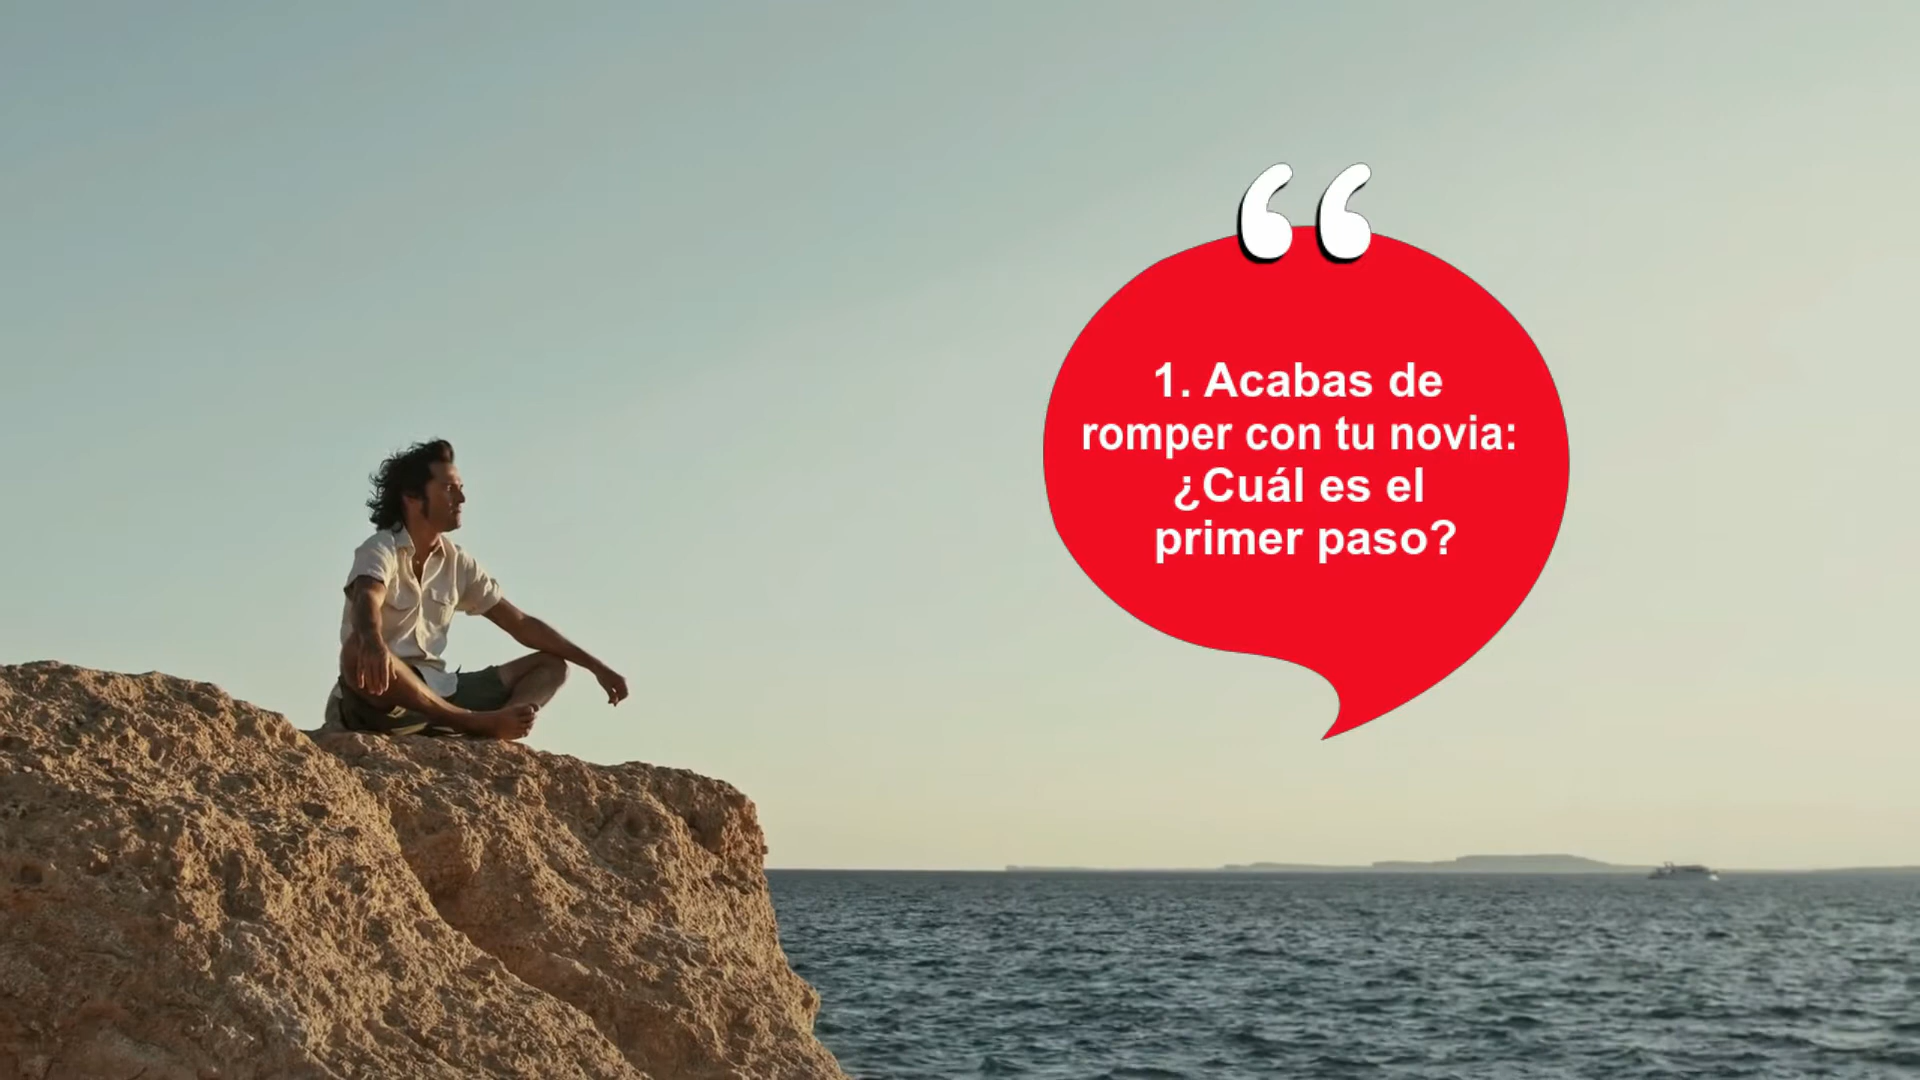 1. Acabas de
romper con tu novia:
¿Cuál es el
primer paso?